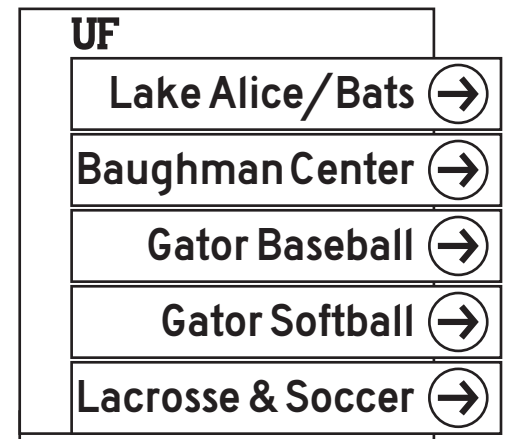 UF
Lake Alice/Bats
Baughman Center
Gator Baseball
Gator Softball
Lacrosse & Soccer